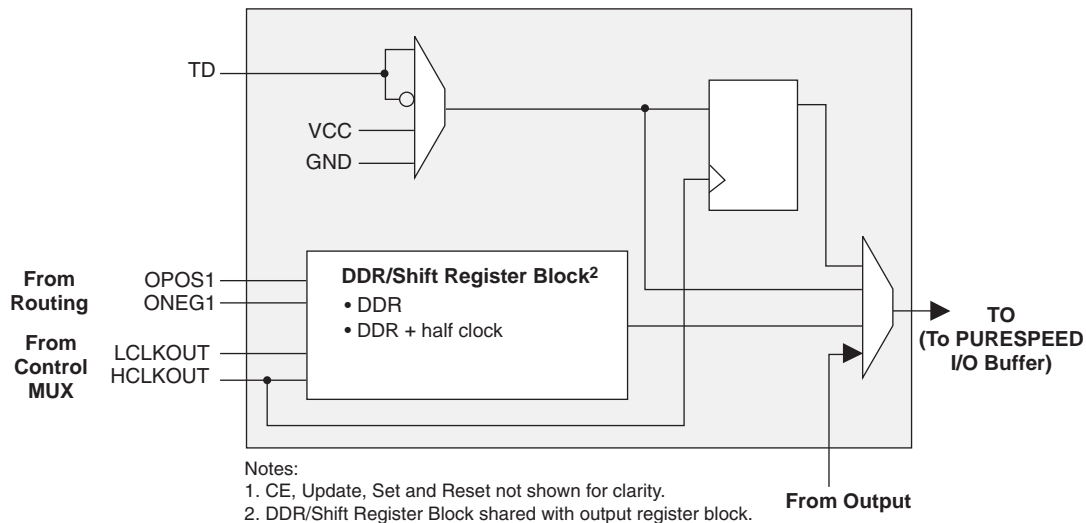 TD
VCC
GND
From
Routing
OPOS1
ONEG1
From
Control
MUX
LCLKOUT
HCLKOUT
DDR/Shift Register Block2
• DDR
• DDR + half clock
TO
(To PURESPEED
I/O Buffer)
From Output
Notes:
1. CE, Update, Set and Reset not shown for clarity.
2. DDR/Shift Register Block shared with output register block.